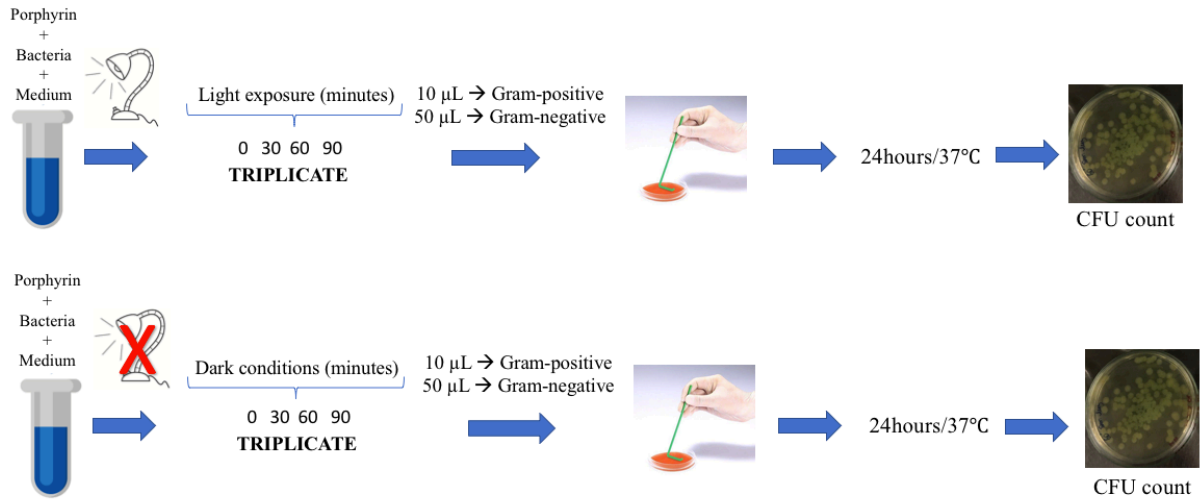 Porphyrin
+
Bacteria
+
Medium
Light exposure (minutes)
0 30 60 90
TRIPLICATE
10 µL → Gram-positive
50 µL → Gram-negative
24hours/37℃
CFU count
Porphyrin
+
Bacteria
+
Medium
X
Dark conditions (minutes)
0 30 60 90
TRIPLICATE
10 µL → Gram-positive
50 µL → Gram-negative
24hours/37℃
CFU count